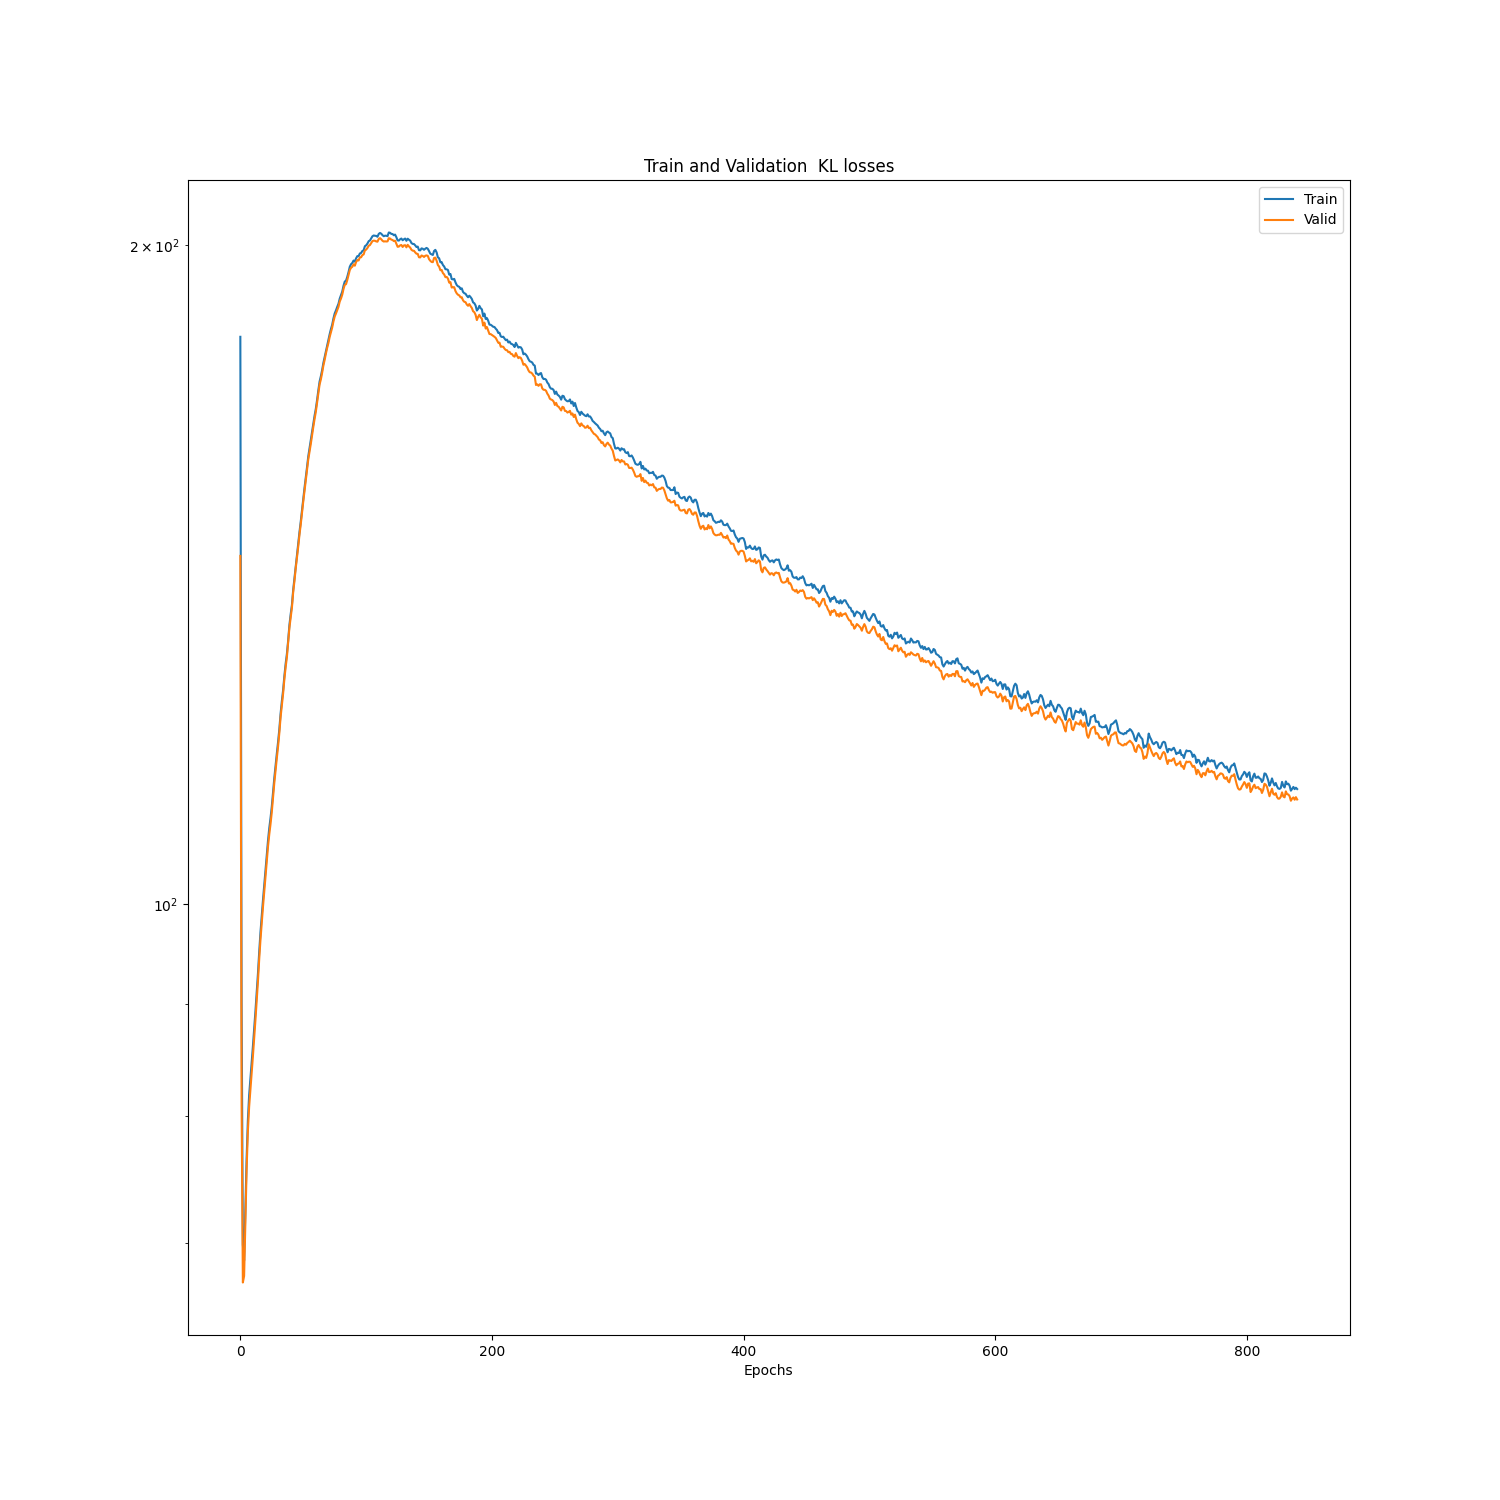 Train and Validation  KL losses
Train
Valid
2 × 10²
10²
0 200 400 600 800
Epochs